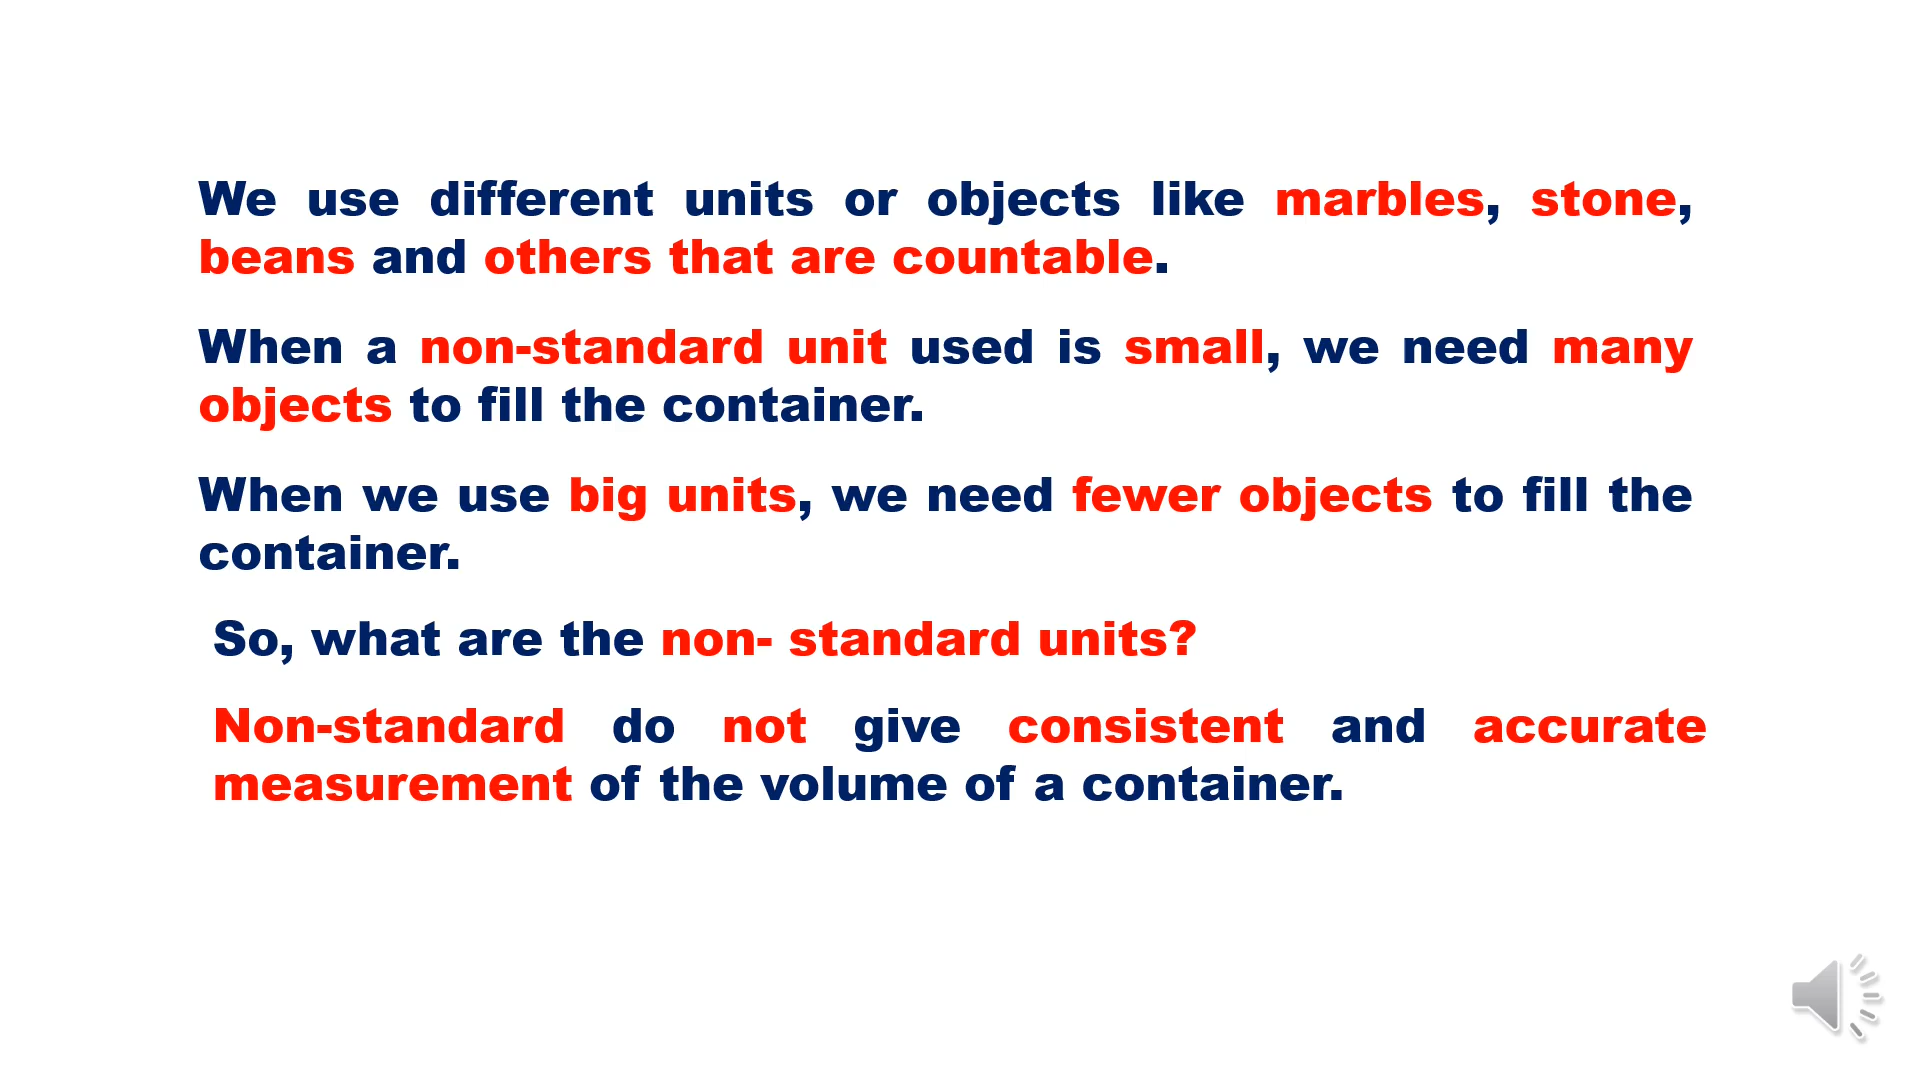 We use different units or objects like marbles, stone,
beans and others that are countable.
When a non-standard unit used is small, we need many
objects to fill the container.
When we use big units, we need fewer objects to fill the
container.
So, what are the non- standard units?
Non-standard do not give consistent and accurate
measurement of the volume of a container.